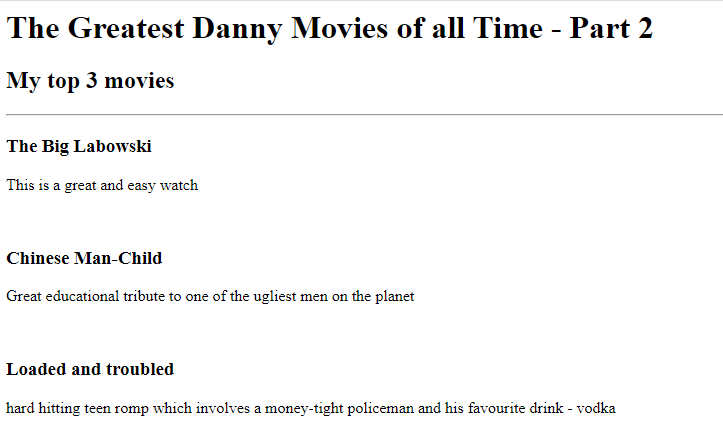 The Greatest Danny Movies of all Time - Part 2
My top 3 movies
The Big Labowski
This is a great and easy watch
Chinese Man-Child
Great educational tribute to one of the ugliest men on the planet
Loaded and troubled
hard hitting teen romp which involves a money-tight policeman and his favourite drink - vodka